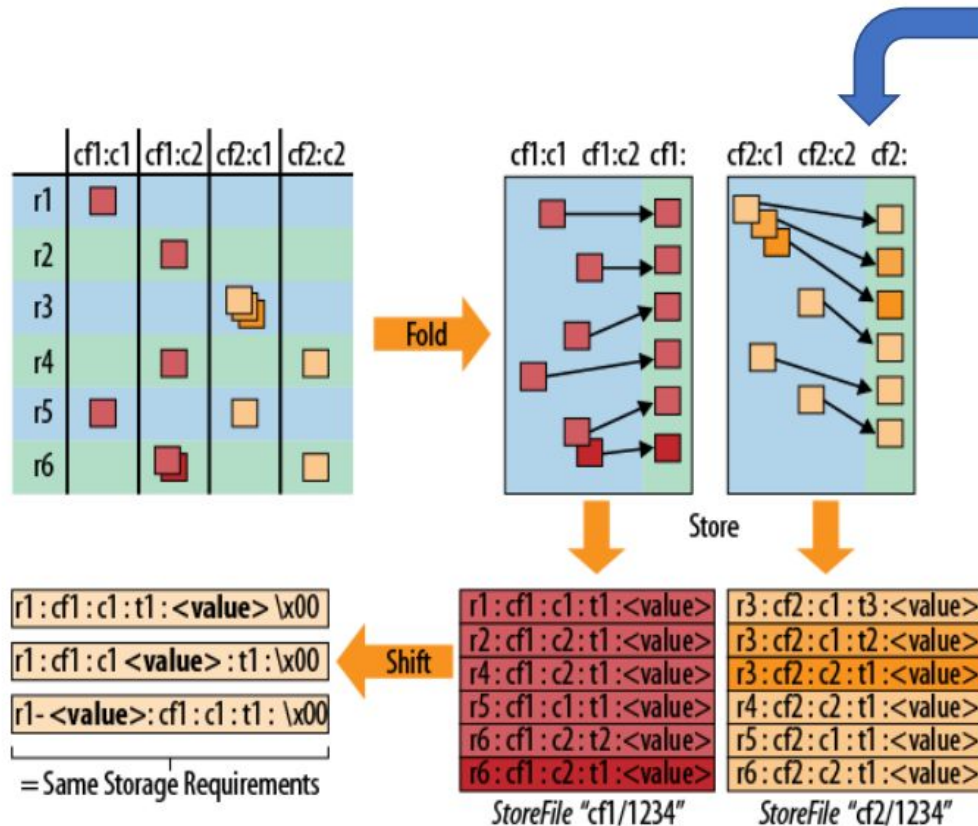 cf1:c1 cf1:c2 cf2:c1 cf2:c2
r1
r2
r3
r4
r5
r6
Fold
cf1:c1 cf1:c2 cf1:
cf2:c1 cf2:c2 cf2:
Store
r1 : cf1 : c1 : t1 : <value>
r2 : cf1 : c2 : t1 : <value>
r4 : cf1 : c2 : t1 : <value>
r5 : cf1 : c1 : t1 : <value>
r6 : cf1 : c2 : t2 : <value>
r6 : cf1 : c2 : t1 : <value>
StoreFile “cf1/1234”
r3 : cf2 : c1 : t3 : <value>
r3 : cf2 : c1 : t2 : <value>
r3 : cf2 : c2 : t1 : <value>
r4 : cf2 : c2 : t1 : <value>
r5 : cf2 : c1 : t1 : <value>
r6 : cf2 : c2 : t1 : <value>
StoreFile “cf2/1234”
Shift
r1 : cf1 : c1 : t1 : <value> \x00
r1 : cf1 : c1 <value> : t1 : \x00
r1- <value>: cf1 : c1 : t1 : \x00
= Same Storage Requirements